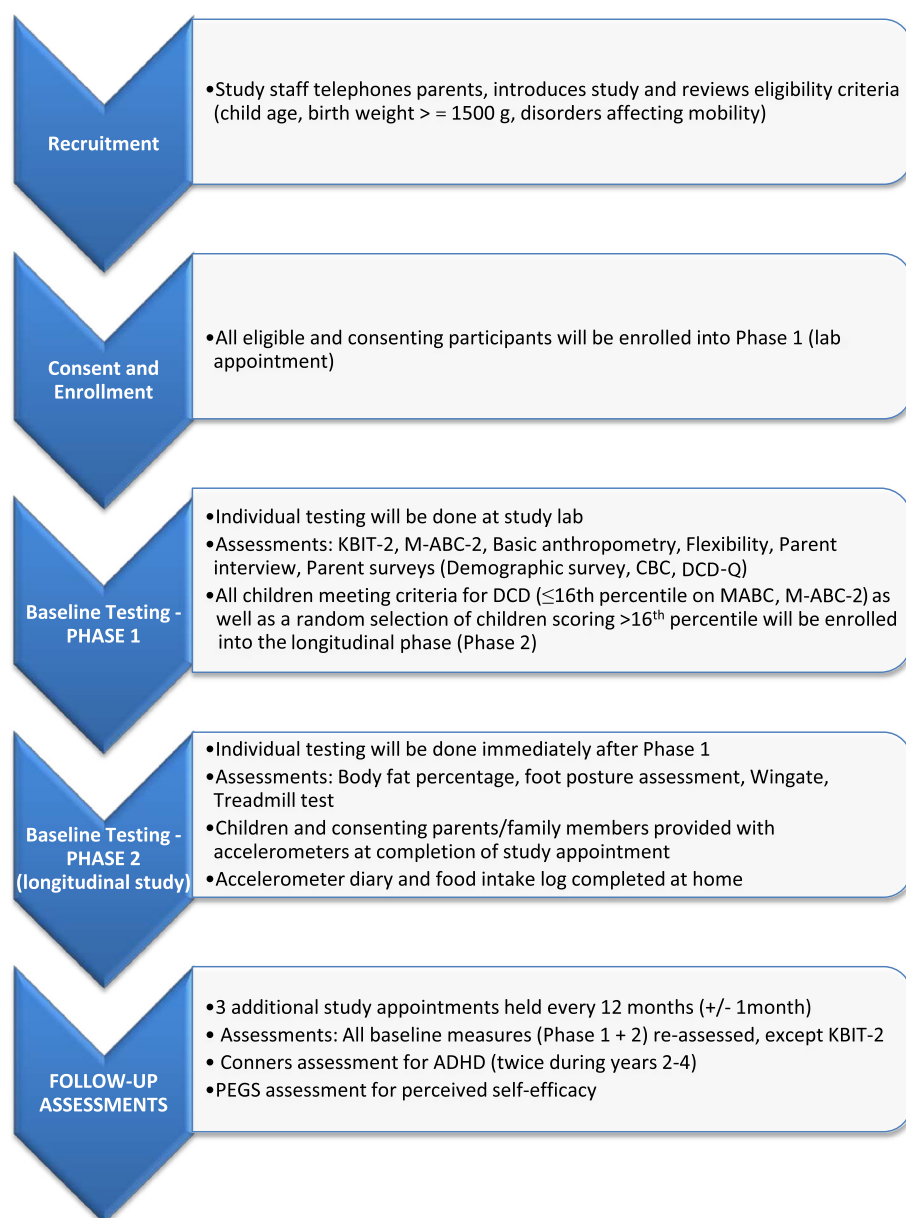 Recruitment
•Study staff telephones parents, introduces study and reviews eligibility criteria
(child age, birth weight > = 1500 g, disorders affecting mobility)
Consent and
Enrollment
•All eligible and consenting participants will be enrolled into Phase 1 (lab
appointment)
Baseline Testing -
PHASE 1
•Individual testing will be done at study lab
•Assessments: KBIT-2, M-ABC-2, Basic anthropometry, Flexibility, Parent
interview, Parent surveys (Demographic survey, CBC, DCD-Q)
•All children meeting criteria for DCD (≤16th percentile on MABC, M-ABC-2) as
well as a random selection of children scoring >16th percentile will be enrolled
into the longitudinal phase (Phase 2)
Baseline Testing -
PHASE 2
(longitudinal study)
•Individual testing will be done immediately after Phase 1
•Assessments: Body fat percentage, foot posture assessment, Wingate,
Treadmill test
•Children and consenting parents/family members provided with
accelerometers at completion of study appointment
•Accelerometer diary and food intake log completed at home
FOLLOW-UP
ASSESSMENTS
•3 additional study appointments held every 12 months (+/- 1month)
• Assessments: All baseline measures (Phase 1 + 2) re-assessed, except KBIT-2
•Conners assessment for ADHD (twice during years 2-4)
•PEGS assessment for perceived self-efficacy